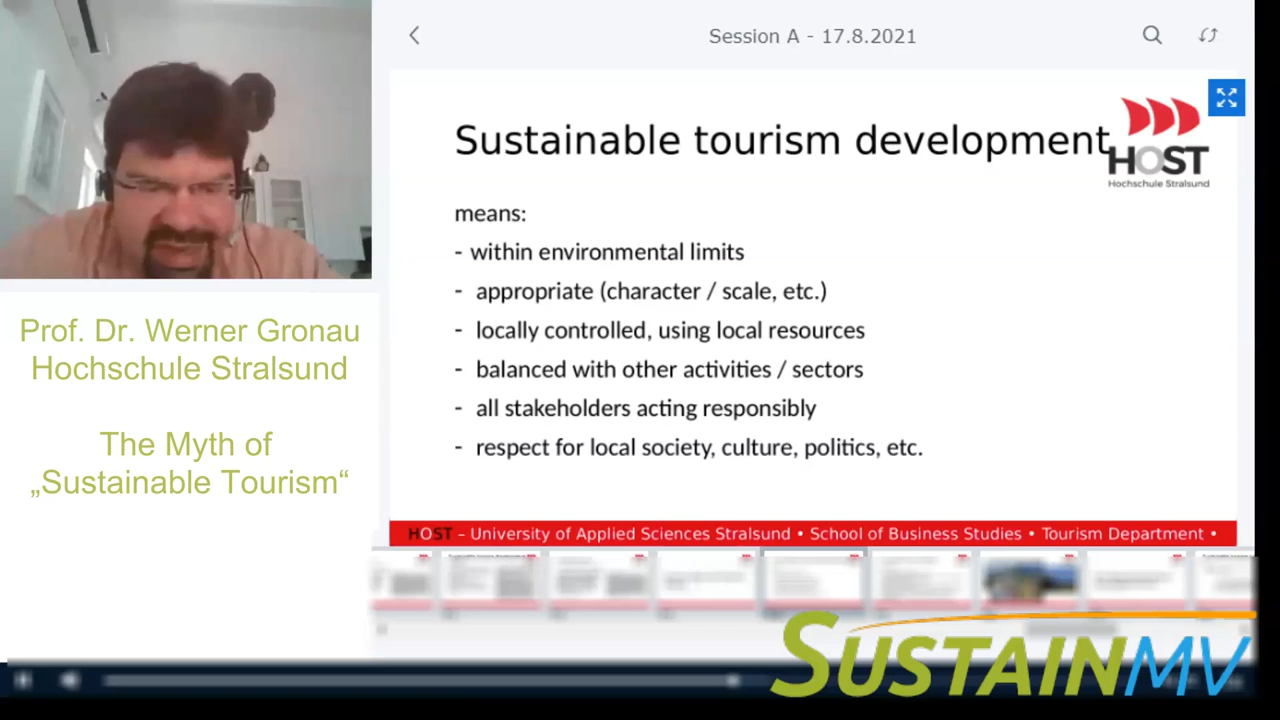 Session A - 17.8.2021
Sustainable tourism development
HOST
Hochschule Stralsund
means:
- within environmental limits
- appropriate (character / scale, etc.)
- locally controlled, using local resources
- balanced with other activities / sectors
- all stakeholders acting responsibly
- respect for local society, culture, politics, etc.
HOST – University of Applied Sciences Stralsund • School of Business Studies • Tourism Department •
Prof. Dr. Werner Gronau
Hochschule Stralsund
The Myth of
„Sustainable Tourism“
SUSTAINMV